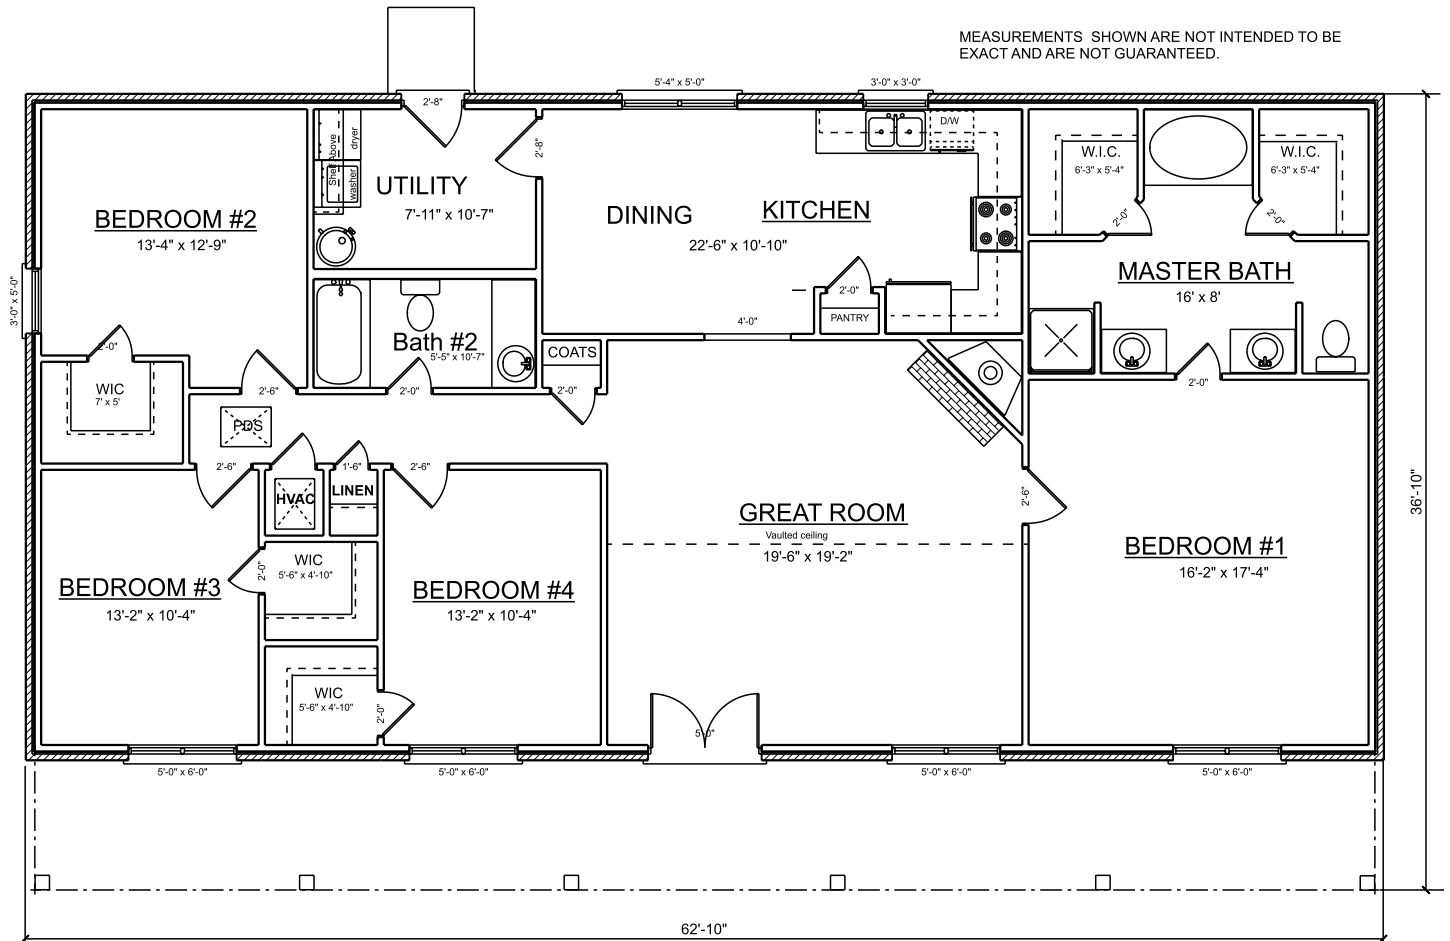 MEASUREMENTS SHOWN ARE NOT INTENDED TO BE
EXACT AND ARE NOT GUARANTEED.
5'-4" x 5'-0"
3'-0" x 3'-0"
2'-8"
D/W
Shelf Above
dryer
washer
2'-8"
UTILITY
7'-11" x 10'-7"
BEDROOM #2
13'-4" x 12'-9"
DINING
KITCHEN
22'-6" x 10'-10"
W.I.C.
6'-3" x 5'-4"
W.I.C.
6'-3" x 5'-4"
2'-0"
2'-0"
MASTER BATH
16' x 8'
3'-0" x 5'-0"
2'-0"
PANTRY
4'-0"
Bath #2
5'-5" x 10'-7"
COATS
2'-0"
2'-0"
WIC
7' x 5'
2'-6"
2'-0"
2'-0"
2'-0"
PDS
2'-6"
1'-6"
2'-6"
HVAC
LINEN
2'-6"
36'-10"
GREAT ROOM
Vaulted ceiling
19'-6" x 19'-2"
BEDROOM #1
16'-2" x 17'-4"
WIC
5'-6" x 4'-10"
2'-0"
BEDROOM #3
13'-2" x 10'-4"
BEDROOM #4
13'-2" x 10'-4"
WIC
5'-6" x 4'-10"
2'-0"
5'-0"
5'-0" x 6'-0"
5'-0" x 6'-0"
5'-0" x 6'-0"
5'-0" x 6'-0"
62'-10"